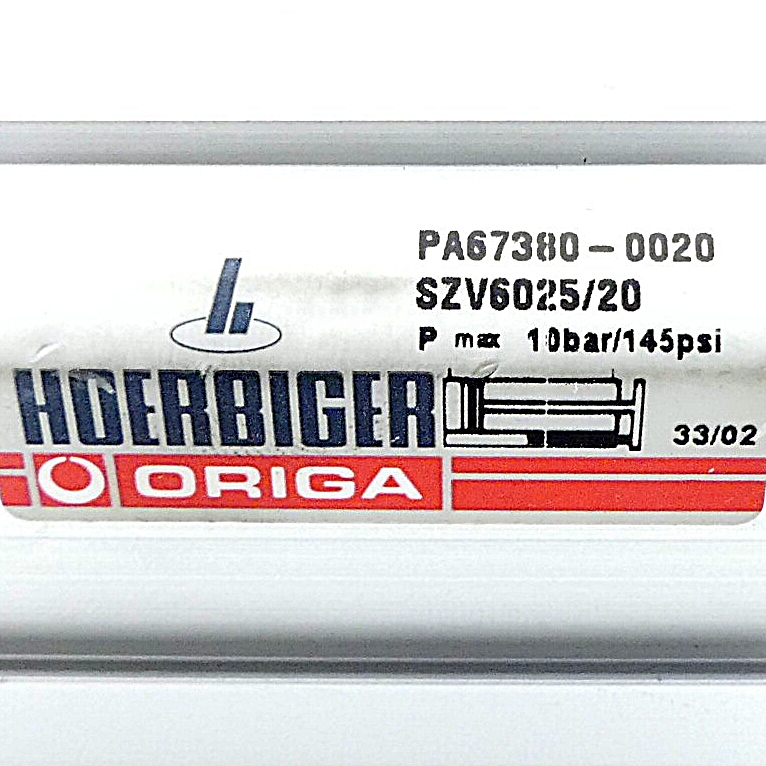 PA67380-0020
SZV6025/20
P max 10bar/145psi
HOERBIGER
33/02
ORIGA